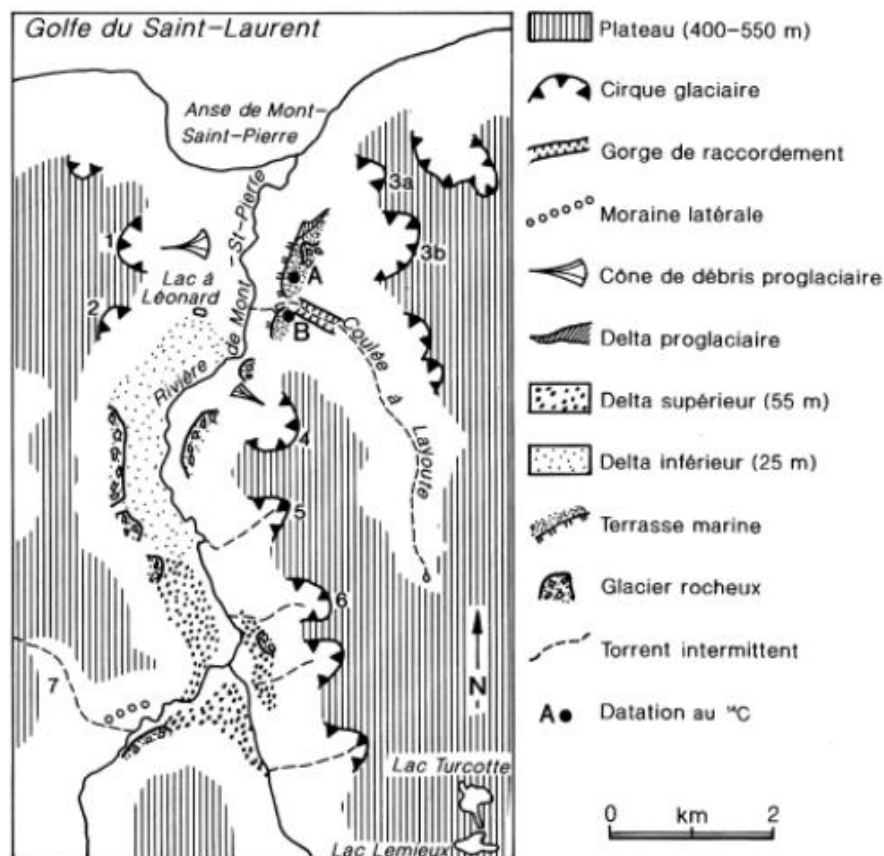 Golfe du Saint-Laurent
Anse de Mont-
Saint-Pierre
3a
1
3b
Rivière de Mont-St-Pierre
Lac à
Léonard
A
2
B
Coulée à Layoute
4
5
6
7
N
Lac Turcotte
Lac Lemieux
Plateau (400-550 m)
Cirque glaciaire
Gorge de raccordement
Moraine latérale
Cône de débris proglaciaire
Delta proglaciaire
Delta supérieur (55 m)
Delta inférieur (25 m)
Terrasse marine
Glacier rocheux
Torrent intermittent
A● Datation au ¹⁴C
0 km 2